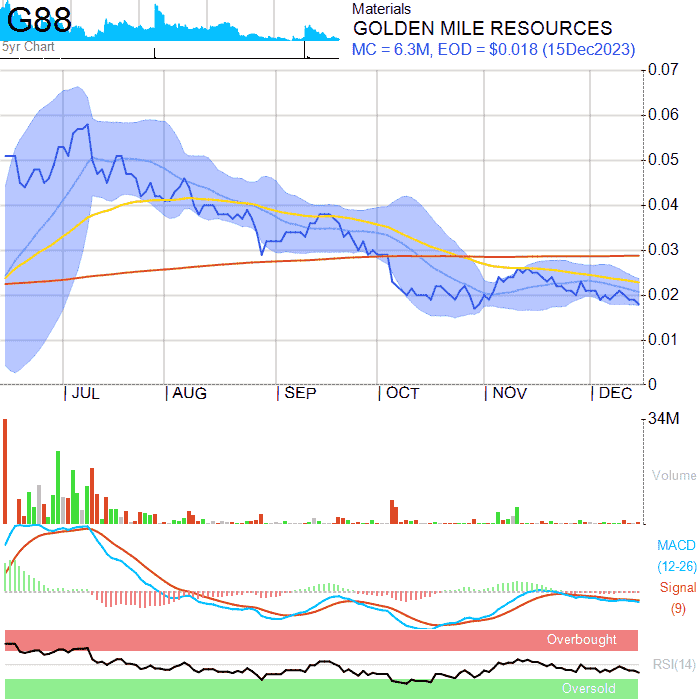 G88
5yr Chart
Materials
GOLDEN MILE RESOURCES
MC = 6.3M, EOD = $0.018 (15Dec2023)
0.07
0.06
0.05
0.04
0.03
0.02
0.01
0
JUL AUG SEP OCT NOV DEC
34M
Volume
MACD
(12-26)
Signal
(9)
Overbought
RSI(14)
Oversold